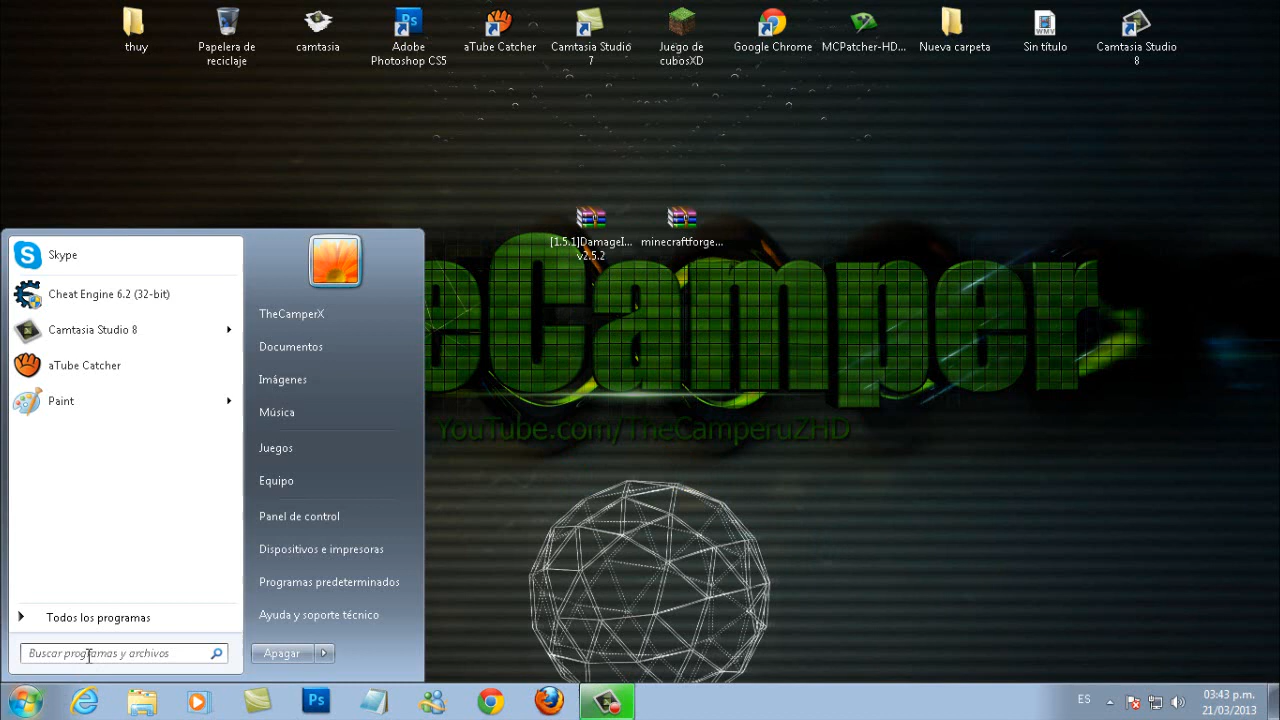 thuy
Papelera de
reciclaje
camtasia
Adobe
Photoshop CS5
aTube Catcher
Camtasia Studio
7
Juego de
cubosXD
Google Chrome
MCPatcher-HD...
Nueva carpeta
Sin título
Camtasia Studio
8
WMV
[1.5.1]DamageI...
v2.5.2
minecraftforge...
eCamper
YouTube.com/TheCamperuZHD
Skype
Cheat Engine 6.2 (32-bit)
Camtasia Studio 8
aTube Catcher
Paint
Todos los programas
Buscar programas y archivos
TheCamperX
Documentos
Imágenes
Música
Juegos
Equipo
Panel de control
Dispositivos e impresoras
Programas predeterminados
Ayuda y soporte técnico
Apagar
Ps
ES
03:43 p.m.
21/03/2013